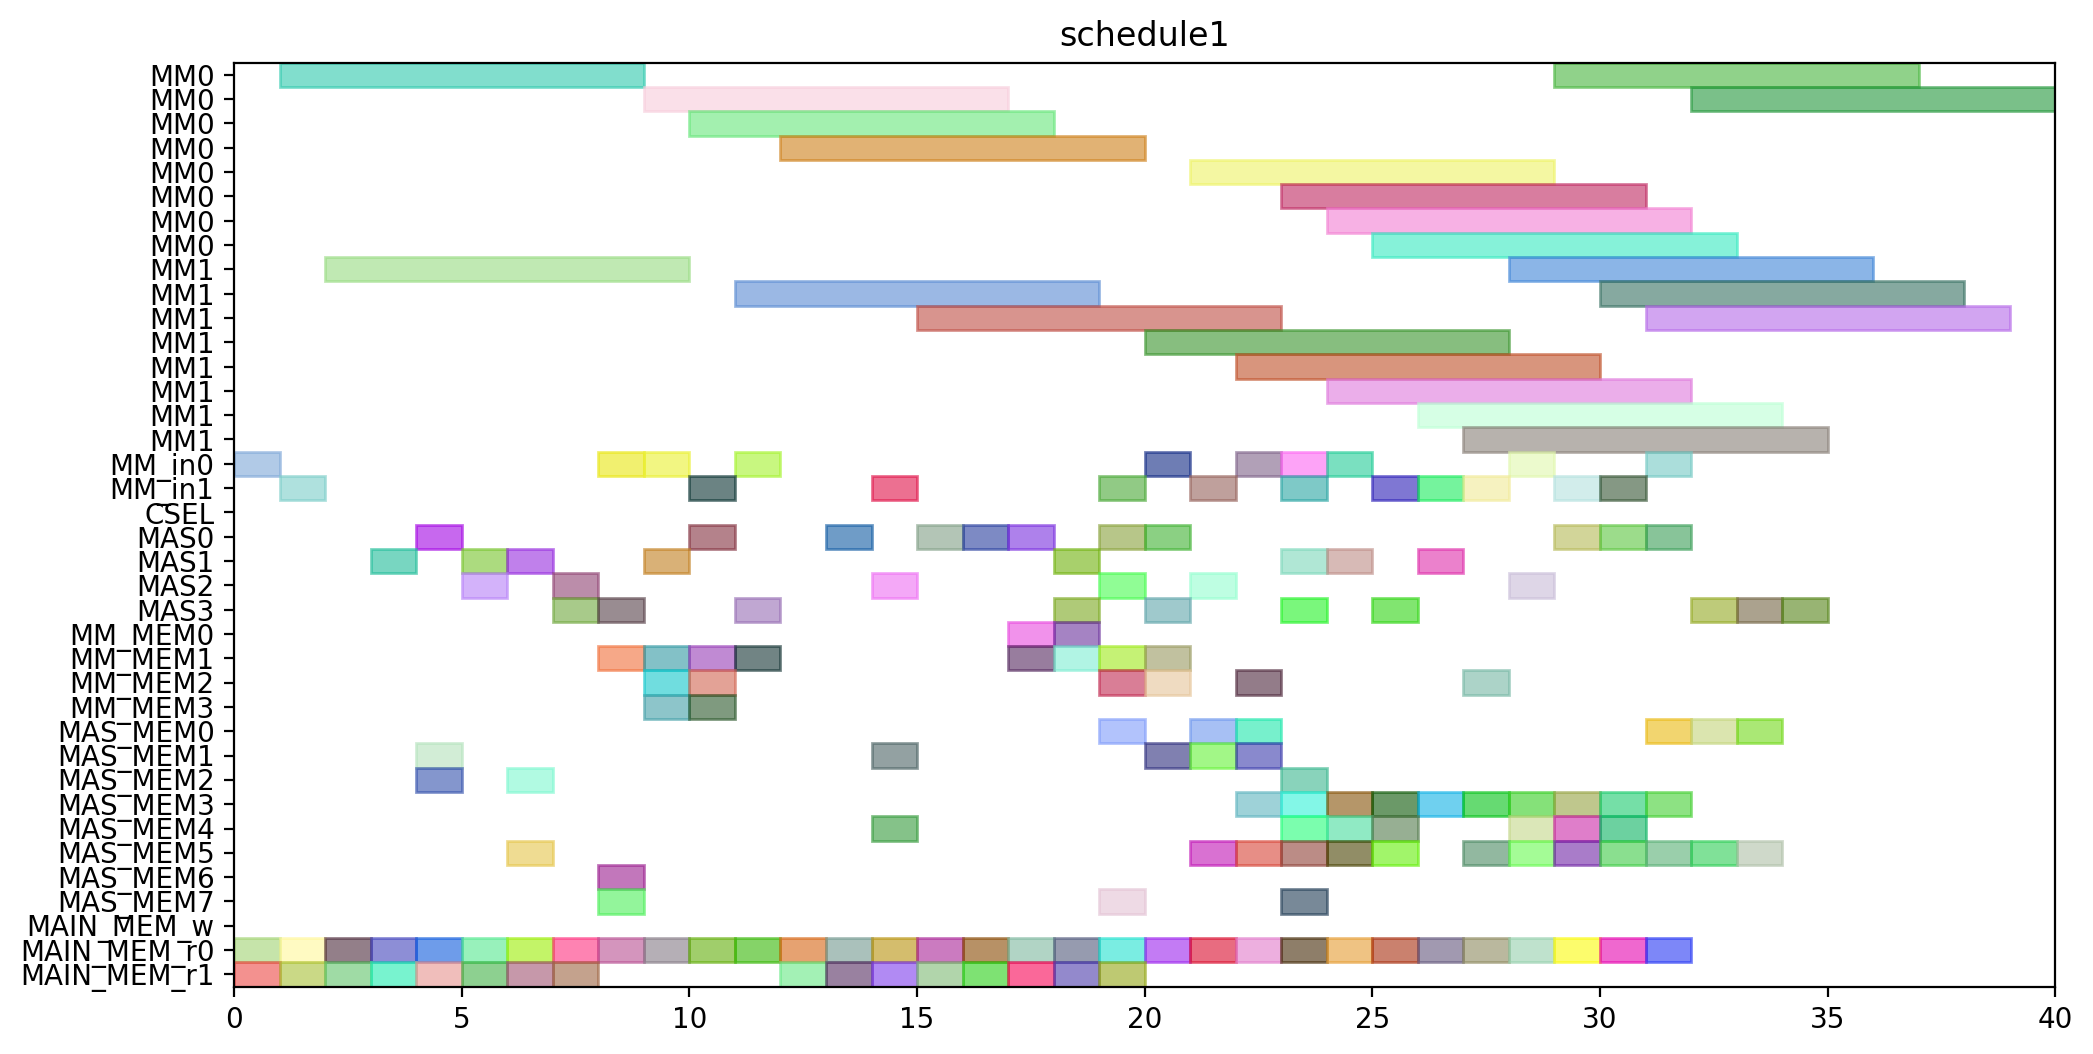 schedule1
MM0
MM0
MM0
MM0
MM0
MM0
MM0
MM0
MM1
MM1
MM1
MM1
MM1
MM1
MM1
MM1
MM_in0
MM_in1
CSEL
MAS0
MAS1
MAS2
MAS3
MM_MEM0
MM_MEM1
MM_MEM2
MM_MEM3
MAS_MEM0
MAS_MEM1
MAS_MEM2
MAS_MEM3
MAS_MEM4
MAS_MEM5
MAS_MEM6
MAS_MEM7
MAIN_MEM_w
MAIN_MEM_r0
MAIN_MEM_r1
0 5 10 15 20 25 30 35 40